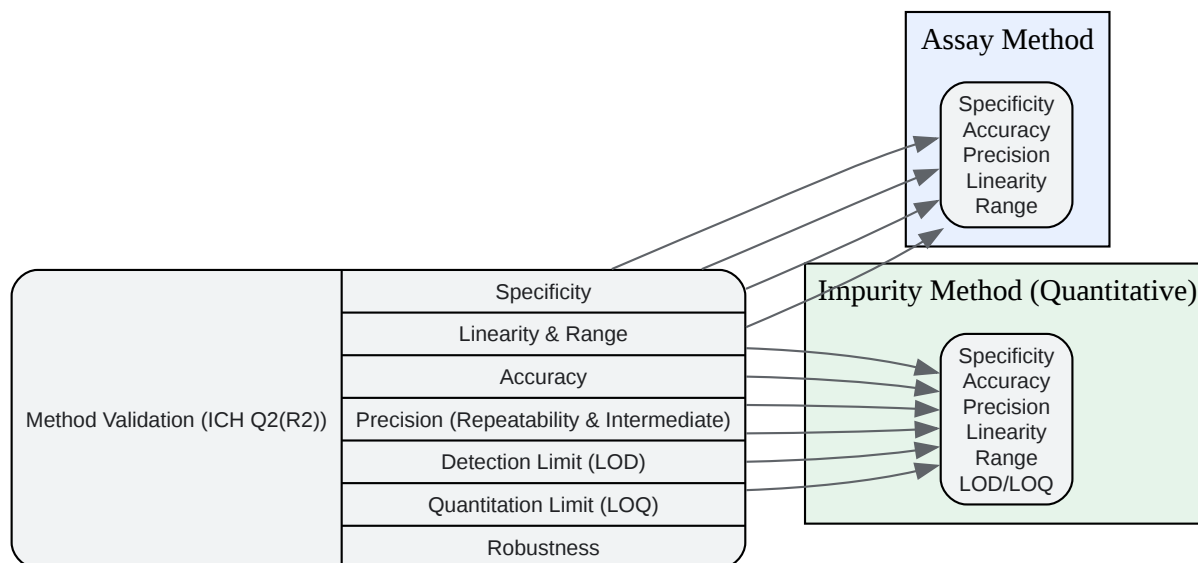 Assay Method
Specificity
Accuracy
Precision
Linearity
Range
Method Validation (ICH Q2(R2))
Specificity
Linearity & Range
Accuracy
Precision (Repeatability & Intermediate)
Detection Limit (LOD)
Quantitation Limit (LOQ)
Robustness
Impurity Method (Quantitative)
Specificity
Accuracy
Precision
Linearity
Range
LOD/LOQ